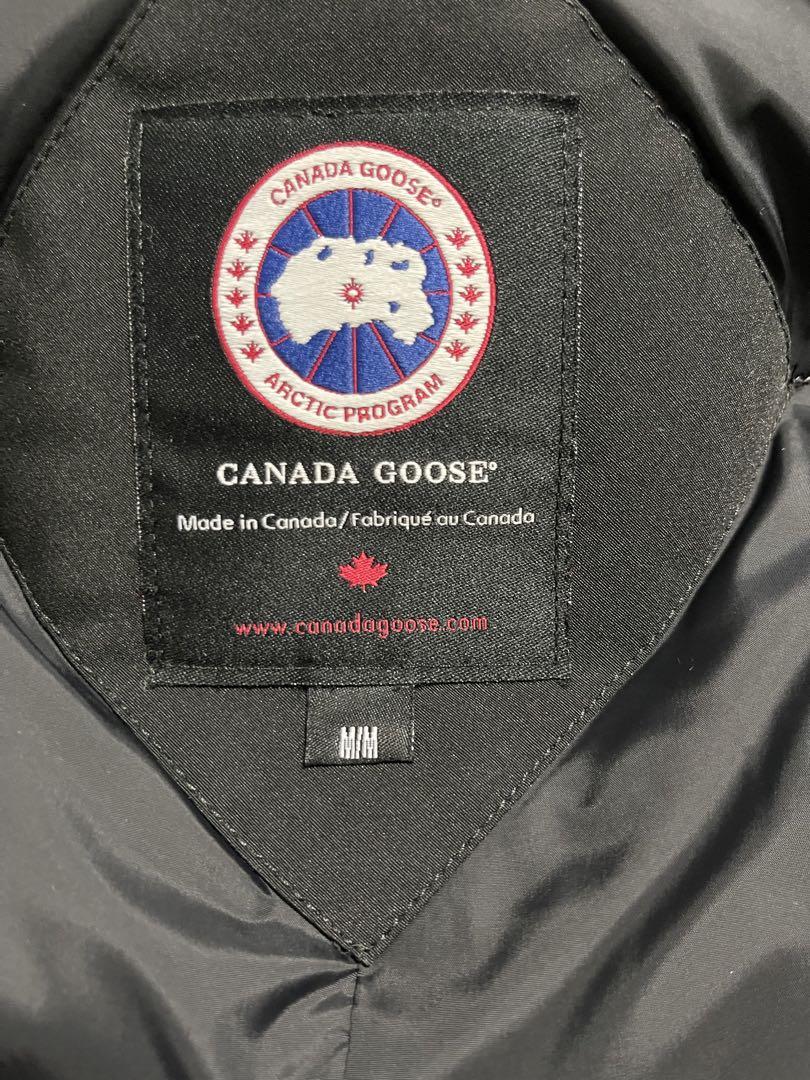 CANADA GOOSE®
ARCTIC PROGRAM
CANADA GOOSE®
Made in Canada/Fabriqué au Canada
www.canadagoose.com
M/M